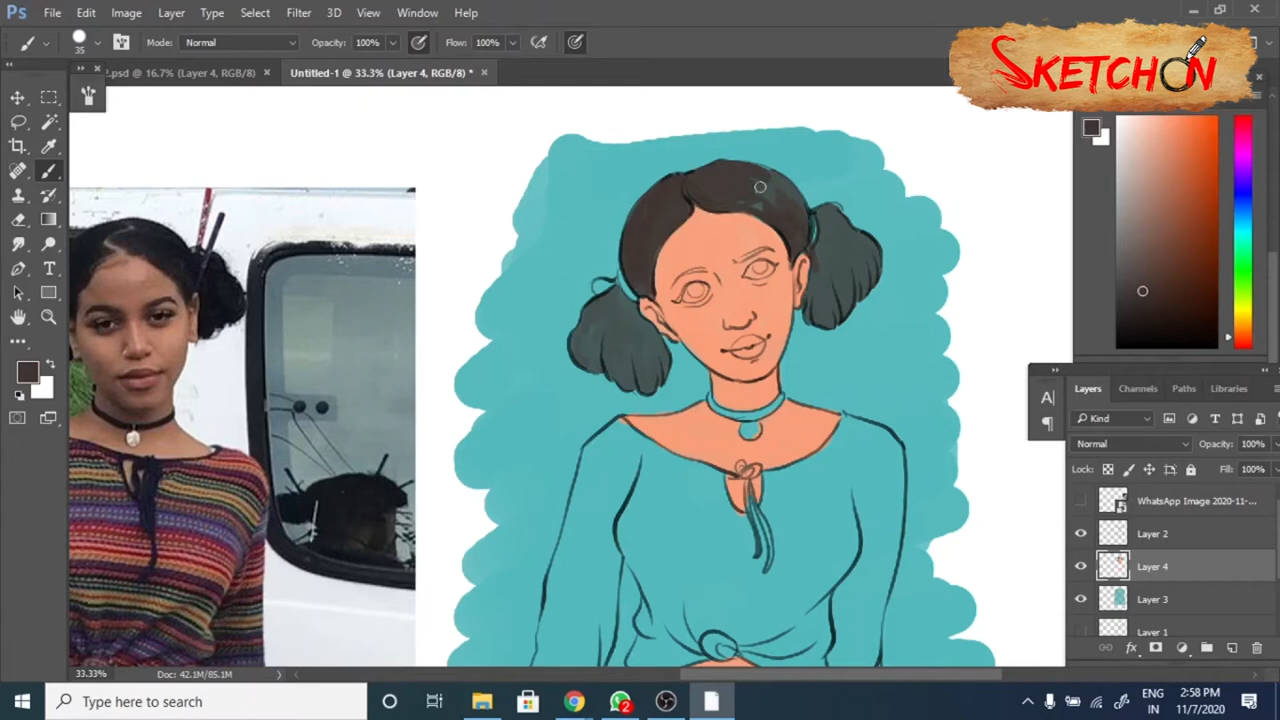 Ps File Edit Image Layer Type Select Filter 3D View Window Help
35 Mode: Normal Opacity: 100% Flow: 100%
SKETCHON
2.psd @ 16.7% (Layer 4, RGB/8) × Untitled-1 @ 33.3% (Layer 4, RGB/8) * ×
Layers Channels Paths Libraries
Kind
Normal Opacity: 100%
Lock: Fill: 100%
WhatsApp Image 2020-11-...
Layer 2
Layer 4
Layer 3
Layer 1
33.33% Doc: 42.1M/85.1M
Type here to search
2
ENG
IN
2:58 PM
11/7/2020